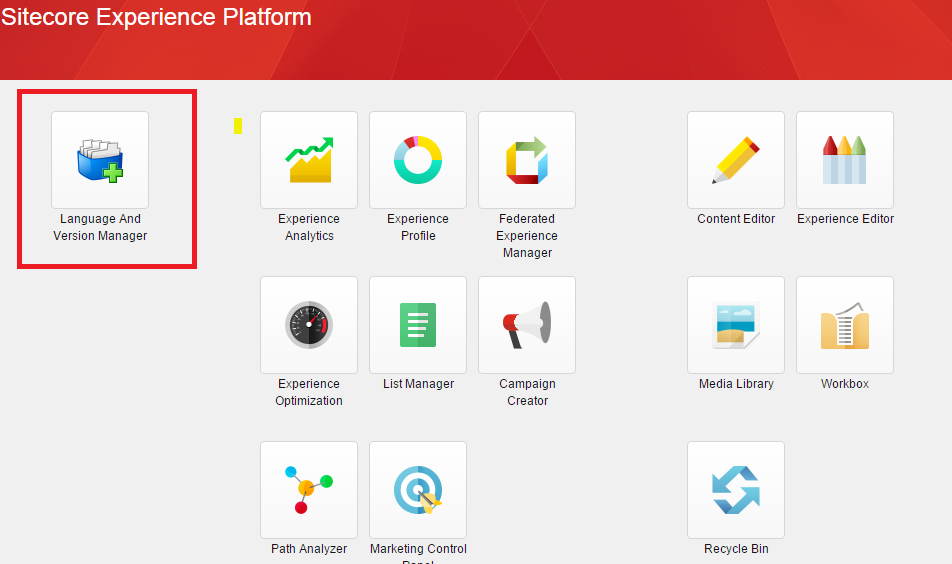 Sitecore Experience Platform
Language And
Version Manager
Experience
Analytics
Experience
Profile
Federated
Experience
Manager
Content Editor
Experience Editor
Experience
Optimization
List Manager
Campaign
Creator
Media Library
Workbox
Path Analyzer
Marketing Control
Panel
Recycle Bin